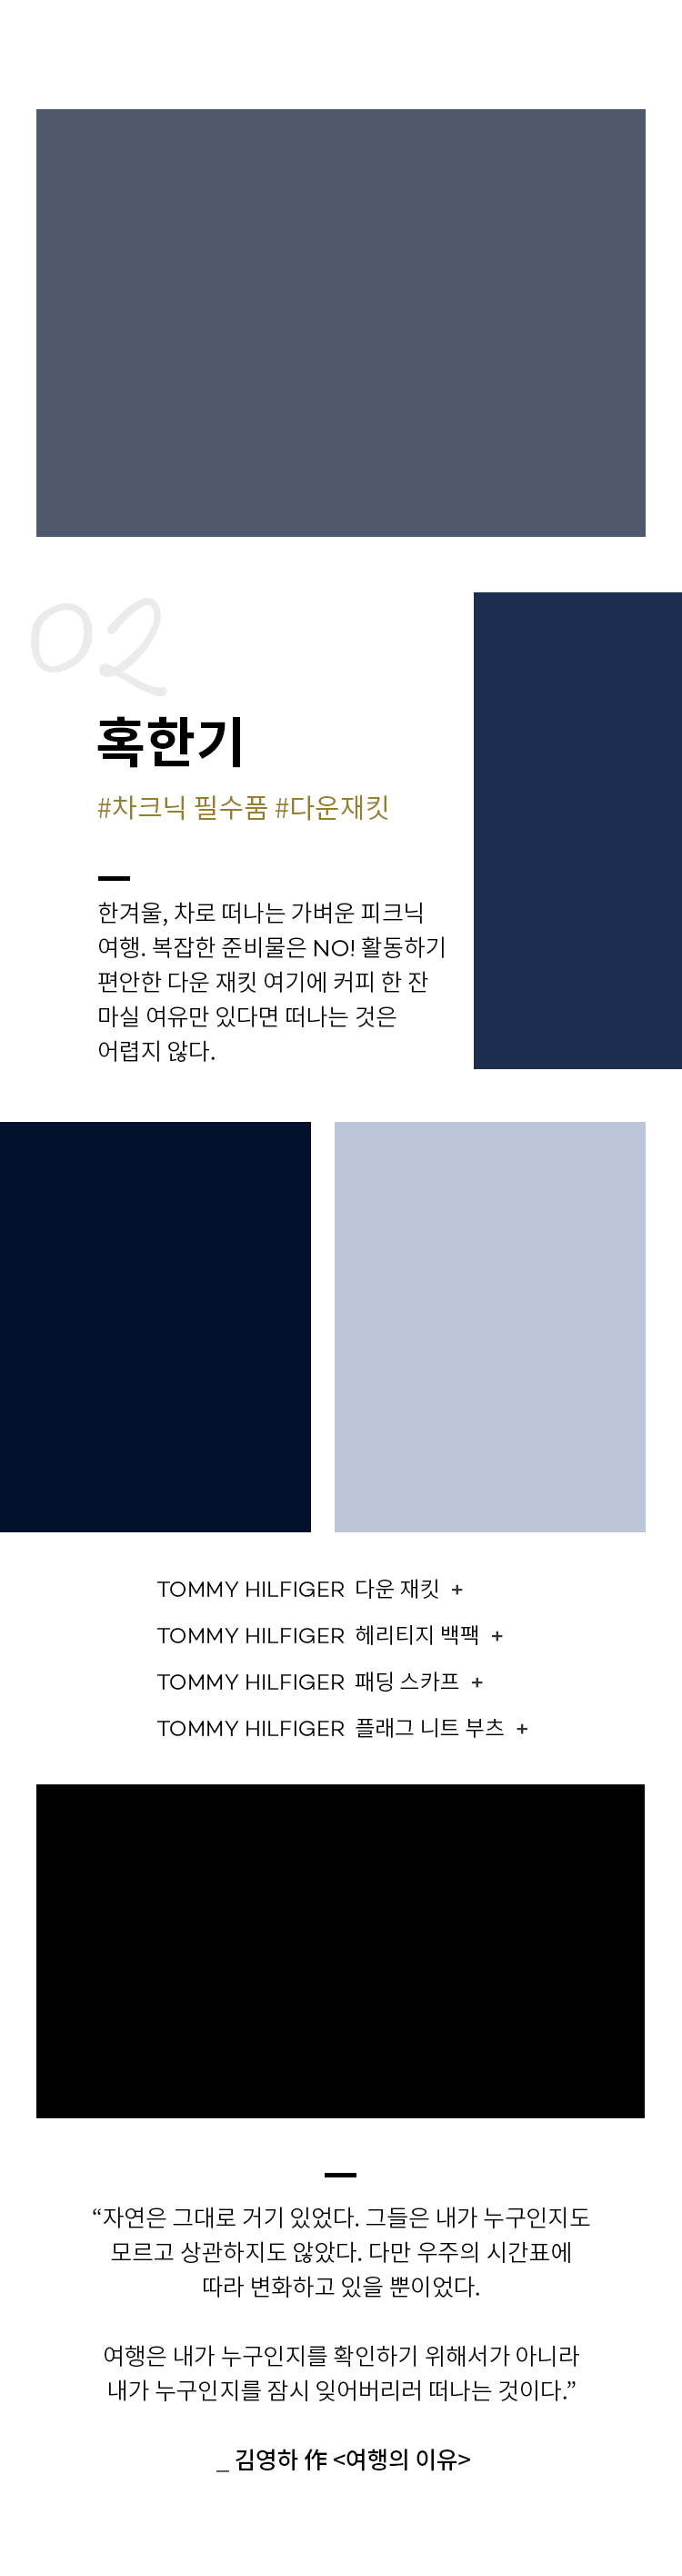 02
혹한기
#차크닉 필수품 #다운재킷
한겨울, 차로 떠나는 가벼운 피크닉
여행. 복잡한 준비물은 NO! 활동하기
편안한 다운 재킷 여기에 커피 한 잔
마실 여유만 있다면 떠나는 것은
어렵지 않다.
TOMMY HILFIGER 다운 재킷 +
TOMMY HILFIGER 헤리티지 백팩 +
TOMMY HILFIGER 패딩 스카프 +
TOMMY HILFIGER 플래그 니트 부츠 +
“자연은 그대로 거기 있었다. 그들은 내가 누구인지도
모르고 상관하지도 않았다. 다만 우주의 시간표에
따라 변화하고 있을 뿐이었다.
여행은 내가 누구인지를 확인하기 위해서가 아니라
내가 누구인지를 잠시 잊어버리러 떠나는 것이다.”
_ 김영하 作 <여행의 이유>